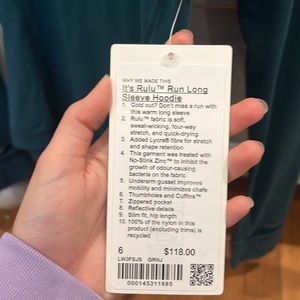 WHY WE MADE THIS:
It's Rulu™ Run Long
Sleeve Hoodie
1. Cold out? Don't miss a run with
this warm long sleeve
2. Rulu™ fabric is soft,
sweat-wicking, four-way
stretch, and quick-drying
3. Added Lycra® fibre for stretch
and shape retention
4. This garment was treated with
No-Stink Zinc™ to inhibit the
growth of odour-causing
bacteria on the fabric
5. Underarm gusset improves
mobility and minimizes chafe
6. Thumbholes and Cuffins™
7. Zippered pocket
8. Reflective details
9. Slim fit, hip length
10. 100% of the nylon in this
product (excluding trims) is
recycled
6 $118.00
LW3FSJS GRNJ
000145311885